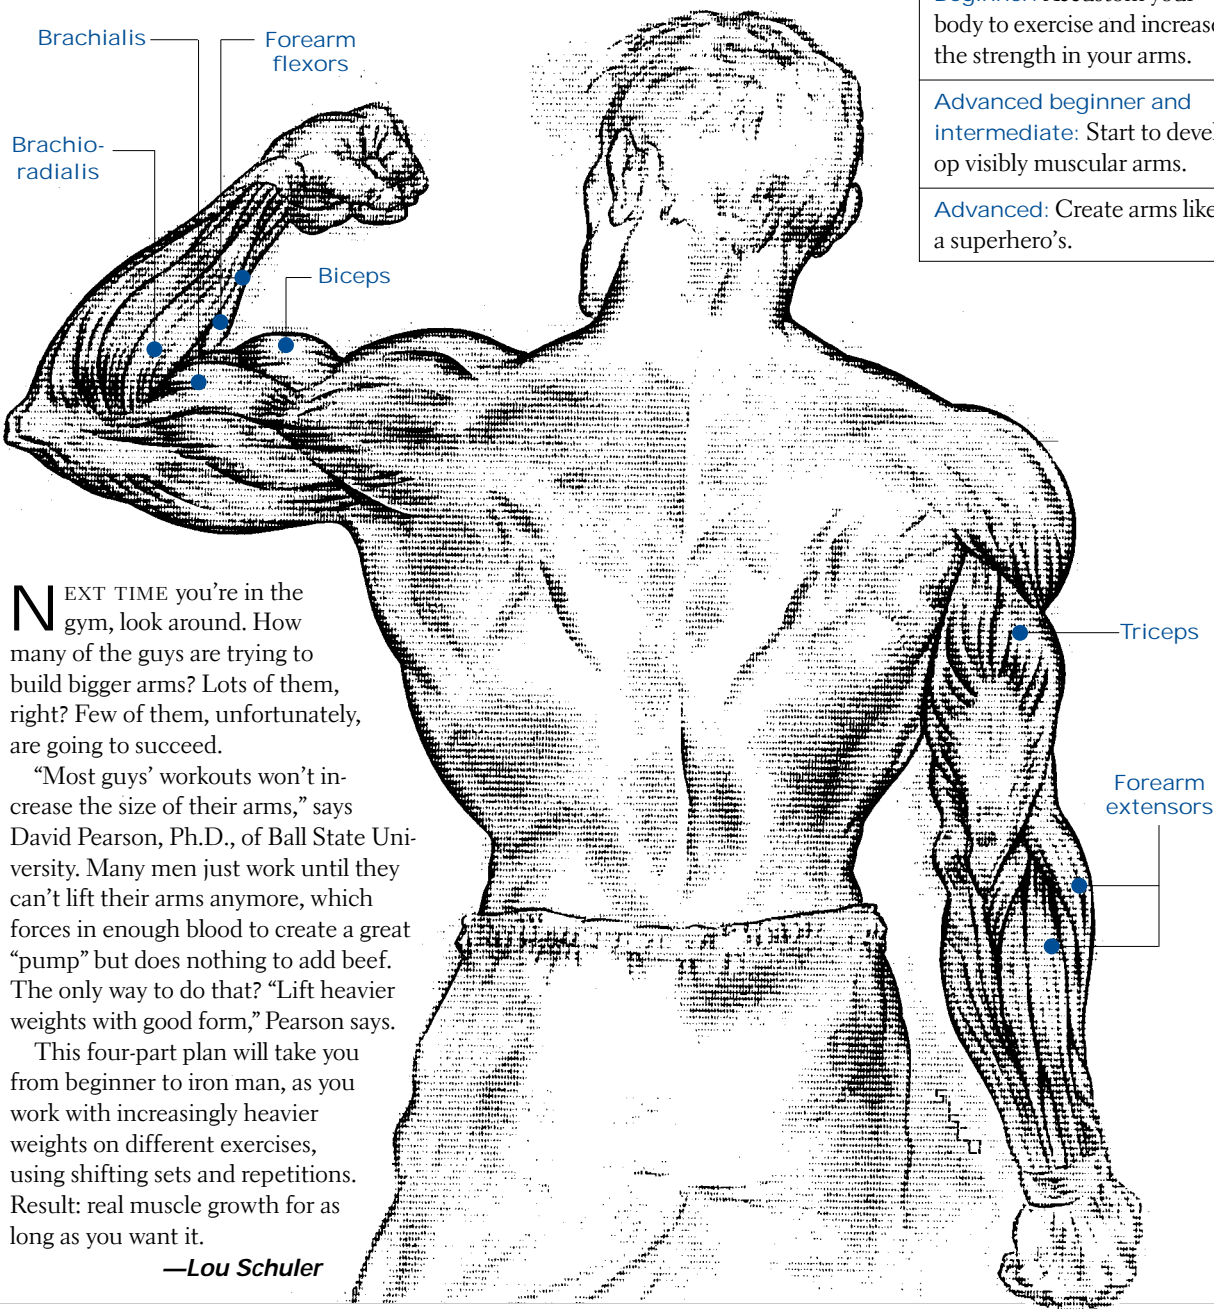 Brachialis
Forearm
flexors
Brachio-
radialis
Biceps
body to exercise and increase
the strength in your arms.
Advanced beginner and
intermediate: Start to devel
op visibly muscular arms.
Advanced: Create arms like
a superhero's.
NEXT TIME you're in the
gym, look around. How
many of the guys are trying to
build bigger arms? Lots of them,
right? Few of them, unfortunately,
are going to succeed.
“Most guys' workouts won't in-
crease the size of their arms,” says
David Pearson, Ph.D., of Ball State Uni-
versity. Many men just work until they
can't lift their arms anymore, which
forces in enough blood to create a great
“pump” but does nothing to add beef.
The only way to do that? “Lift heavier
weights with good form,” Pearson says.
This four-part plan will take you
from beginner to iron man, as you
work with increasingly heavier
weights on different exercises,
using shifting sets and repetitions.
Result: real muscle growth for as
long as you want it.
—Lou Schuler
Triceps
Forearm
extensors